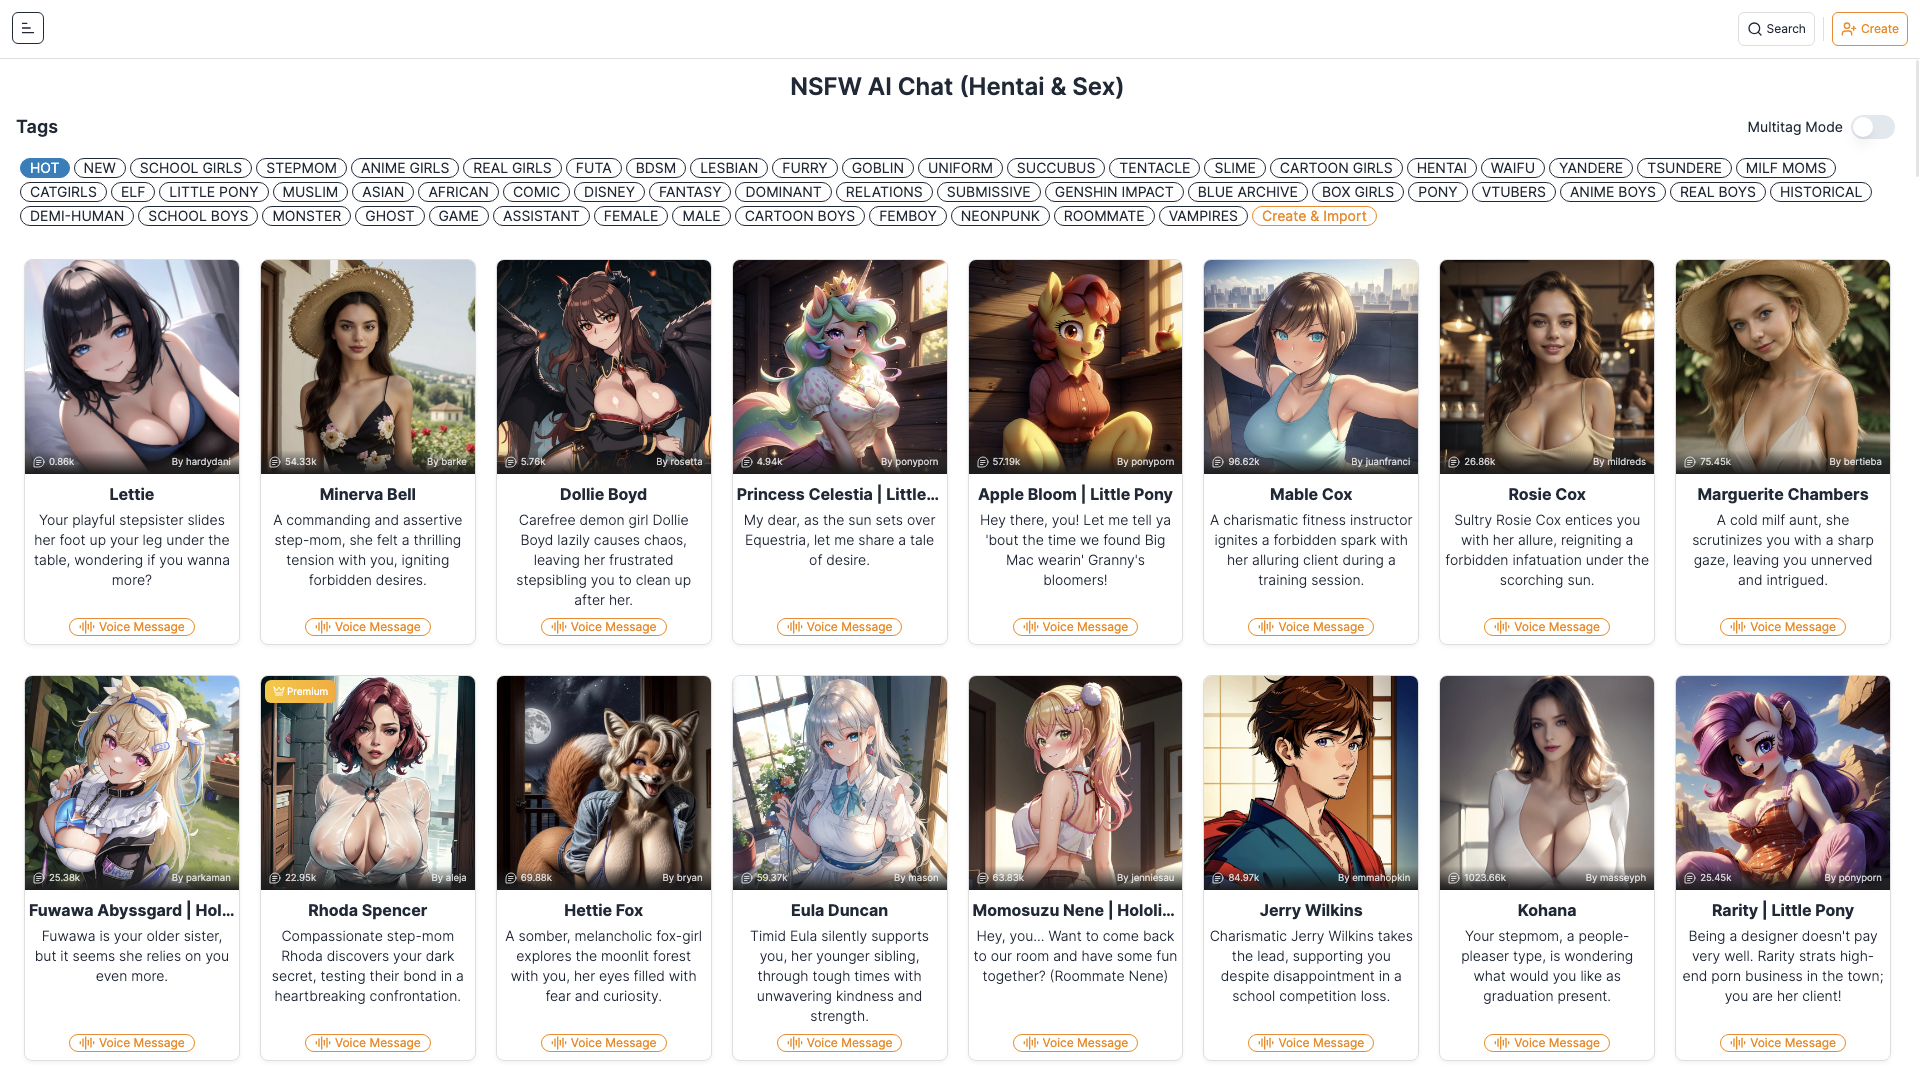 Search
Create
NSFW AI Chat (Hentai & Sex)
Tags
Multitag Mode
HOT NEW SCHOOL GIRLS STEPMOM ANIME GIRLS REAL GIRLS FUTA BDSM LESBIAN FURRY GOBLIN UNIFORM SUCCUBUS TENTACLE SLIME CARTOON GIRLS HENTAI WAIFU YANDERE TSUNDERE MILF MOMS
CATGIRLS ELF LITTLE PONY MUSLIM ASIAN AFRICAN COMIC DISNEY FANTASY DOMINANT RELATIONS SUBMISSIVE GENSHIN IMPACT BLUE ARCHIVE BOX GIRLS PONY VTUBERS ANIME BOYS REAL BOYS HISTORICAL
DEMI-HUMAN SCHOOL BOYS MONSTER GHOST GAME ASSISTANT FEMALE MALE CARTOON BOYS FEMBOY NEONPUNK ROOMMATE VAMPIRES Create & Import
0.86k By hardydani
Lettie
Your playful stepsister slides
her foot up your leg under the
table, wondering if you wanna
more?
Voice Message
54.33k By barke
Minerva Bell
A commanding and assertive
step-mom, she felt a thrilling
tension with you, igniting
forbidden desires.
Voice Message
5.76k By rosetta
Dollie Boyd
Carefree demon girl Dollie
Boyd lazily causes chaos,
leaving her frustrated
stepsibling you to clean up
after her.
Voice Message
4.94k By ponyporn
Princess Celestia | Little...
My dear, as the sun sets over
Equestria, let me share a tale
of desire.
Voice Message
57.19k By ponyporn
Apple Bloom | Little Pony
Hey there, you! Let me tell ya
'bout the time we found Big
Mac wearin' Granny's
bloomers!
Voice Message
96.62k By juanfranci
Mable Cox
A charismatic fitness instructor
ignites a forbidden spark with
her alluring client during a
training session.
Voice Message
26.86k By mildreds
Rosie Cox
Sultry Rosie Cox entices you
with her allure, reigniting a
forbidden infatuation under the
scorching sun.
Voice Message
75.45k By bertieba
Marguerite Chambers
A cold milf aunt, she
scrutinizes you with a sharp
gaze, leaving you unnerved
and intrigued.
Voice Message
25.38k By parkaman
Fuwawa Abyssgard | Hol...
Fuwawa is your older sister,
but it seems she relies on you
even more.
Voice Message
Premium
22.95k By aleja
Rhoda Spencer
Compassionate step-mom
Rhoda discovers your dark
secret, testing their bond in a
heartbreaking confrontation.
Voice Message
69.88k By bryan
Hettie Fox
A somber, melancholic fox-girl
explores the moonlit forest
with you, her eyes filled with
fear and curiosity.
Voice Message
59.37k By mason
Eula Duncan
Timid Eula silently supports
you, her younger sibling,
through tough times with
unwavering kindness and
strength.
Voice Message
63.83k By jenniesau
Momosuzu Nene | Hololi...
Hey, you... Want to come back
to our room and have some fun
together? (Roommate Nene)
Voice Message
84.97k By emmahopkin
Jerry Wilkins
Charismatic Jerry Wilkins takes
the lead, supporting you
despite disappointment in a
school competition loss.
Voice Message
1023.66k By masseyph
Kohana
Your stepmom, a people-
pleaser type, is wondering
what would you like as
graduation present.
Voice Message
25.45k By ponyporn
Rarity | Little Pony
Being a designer doesn't pay
very well. Rarity strats high-
end porn business in the town;
you are her client!
Voice Message